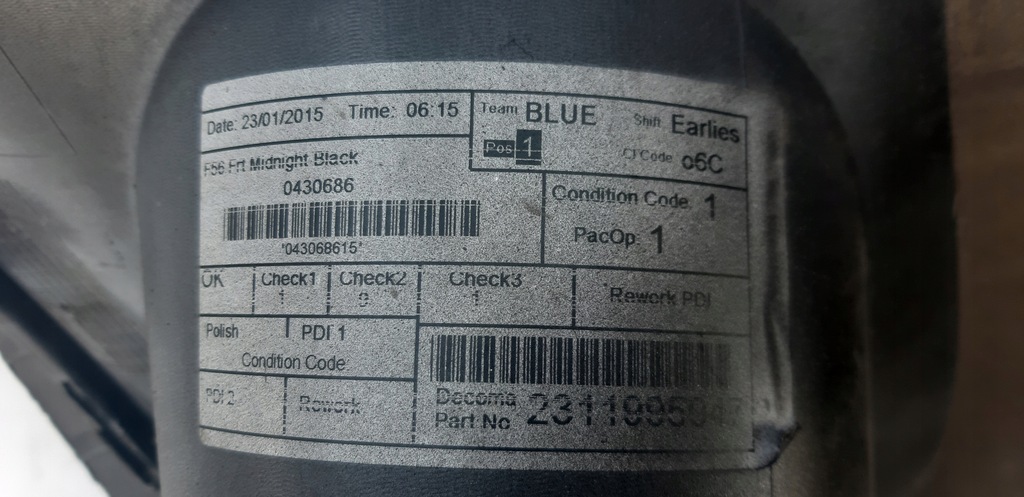 Date: 23/01/2015 Time: 06:15
Team BLUE Shift Earlies
Pos 1 CI Code o6C
F56 Frt Midnight Black
0430686
*043068615*
Condition Code 1
PacOp: 1
OK Check1 Check2 Check3 Rework PDI
1 1
Polish PDI 1
Condition Code
PDI 2 Rework
Decoma
Part No